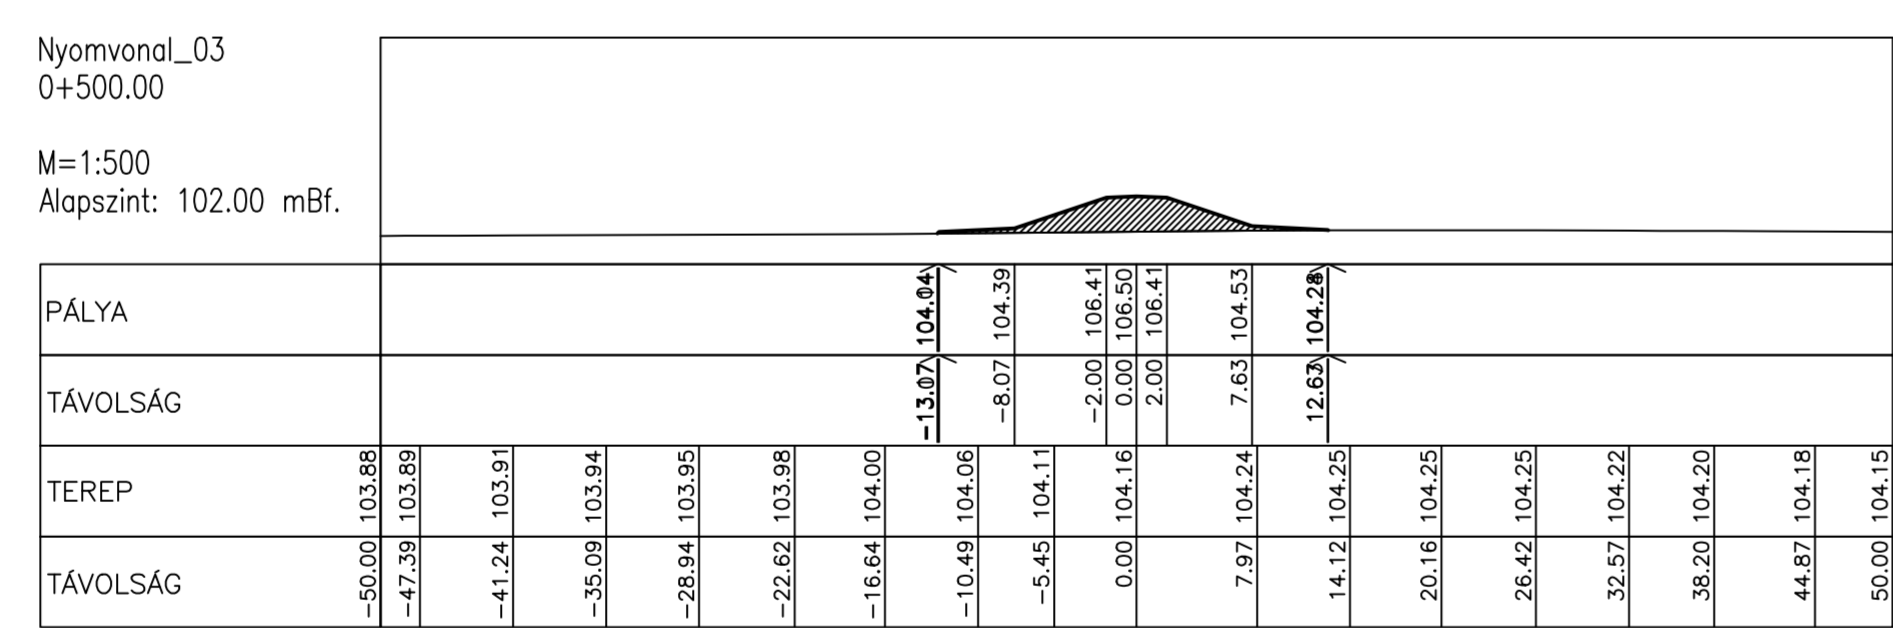 Nyomvonal_03
0+500.00
M=1:500
Alapszint: 102.00 mBf.
PÁLYA 104.39 106.41 106.50 106.41 104.53
TÁVOLSÁG -13.07 -8.07 -2.00 0.00 2.00 7.63 12.63
TEREP 103.88 103.89 103.91 103.94 103.95 103.98 104.00 104.06 104.11 104.16 104.24 104.25 104.25 104.25 104.22 104.20 104.18 104.15
TÁVOLSÁG -50.00 -47.39 -41.24 -35.09 -28.94 -22.62 -16.64 -10.49 -5.45 0.00 7.97 14.12 20.16 26.42 32.57 38.20 44.87 50.00